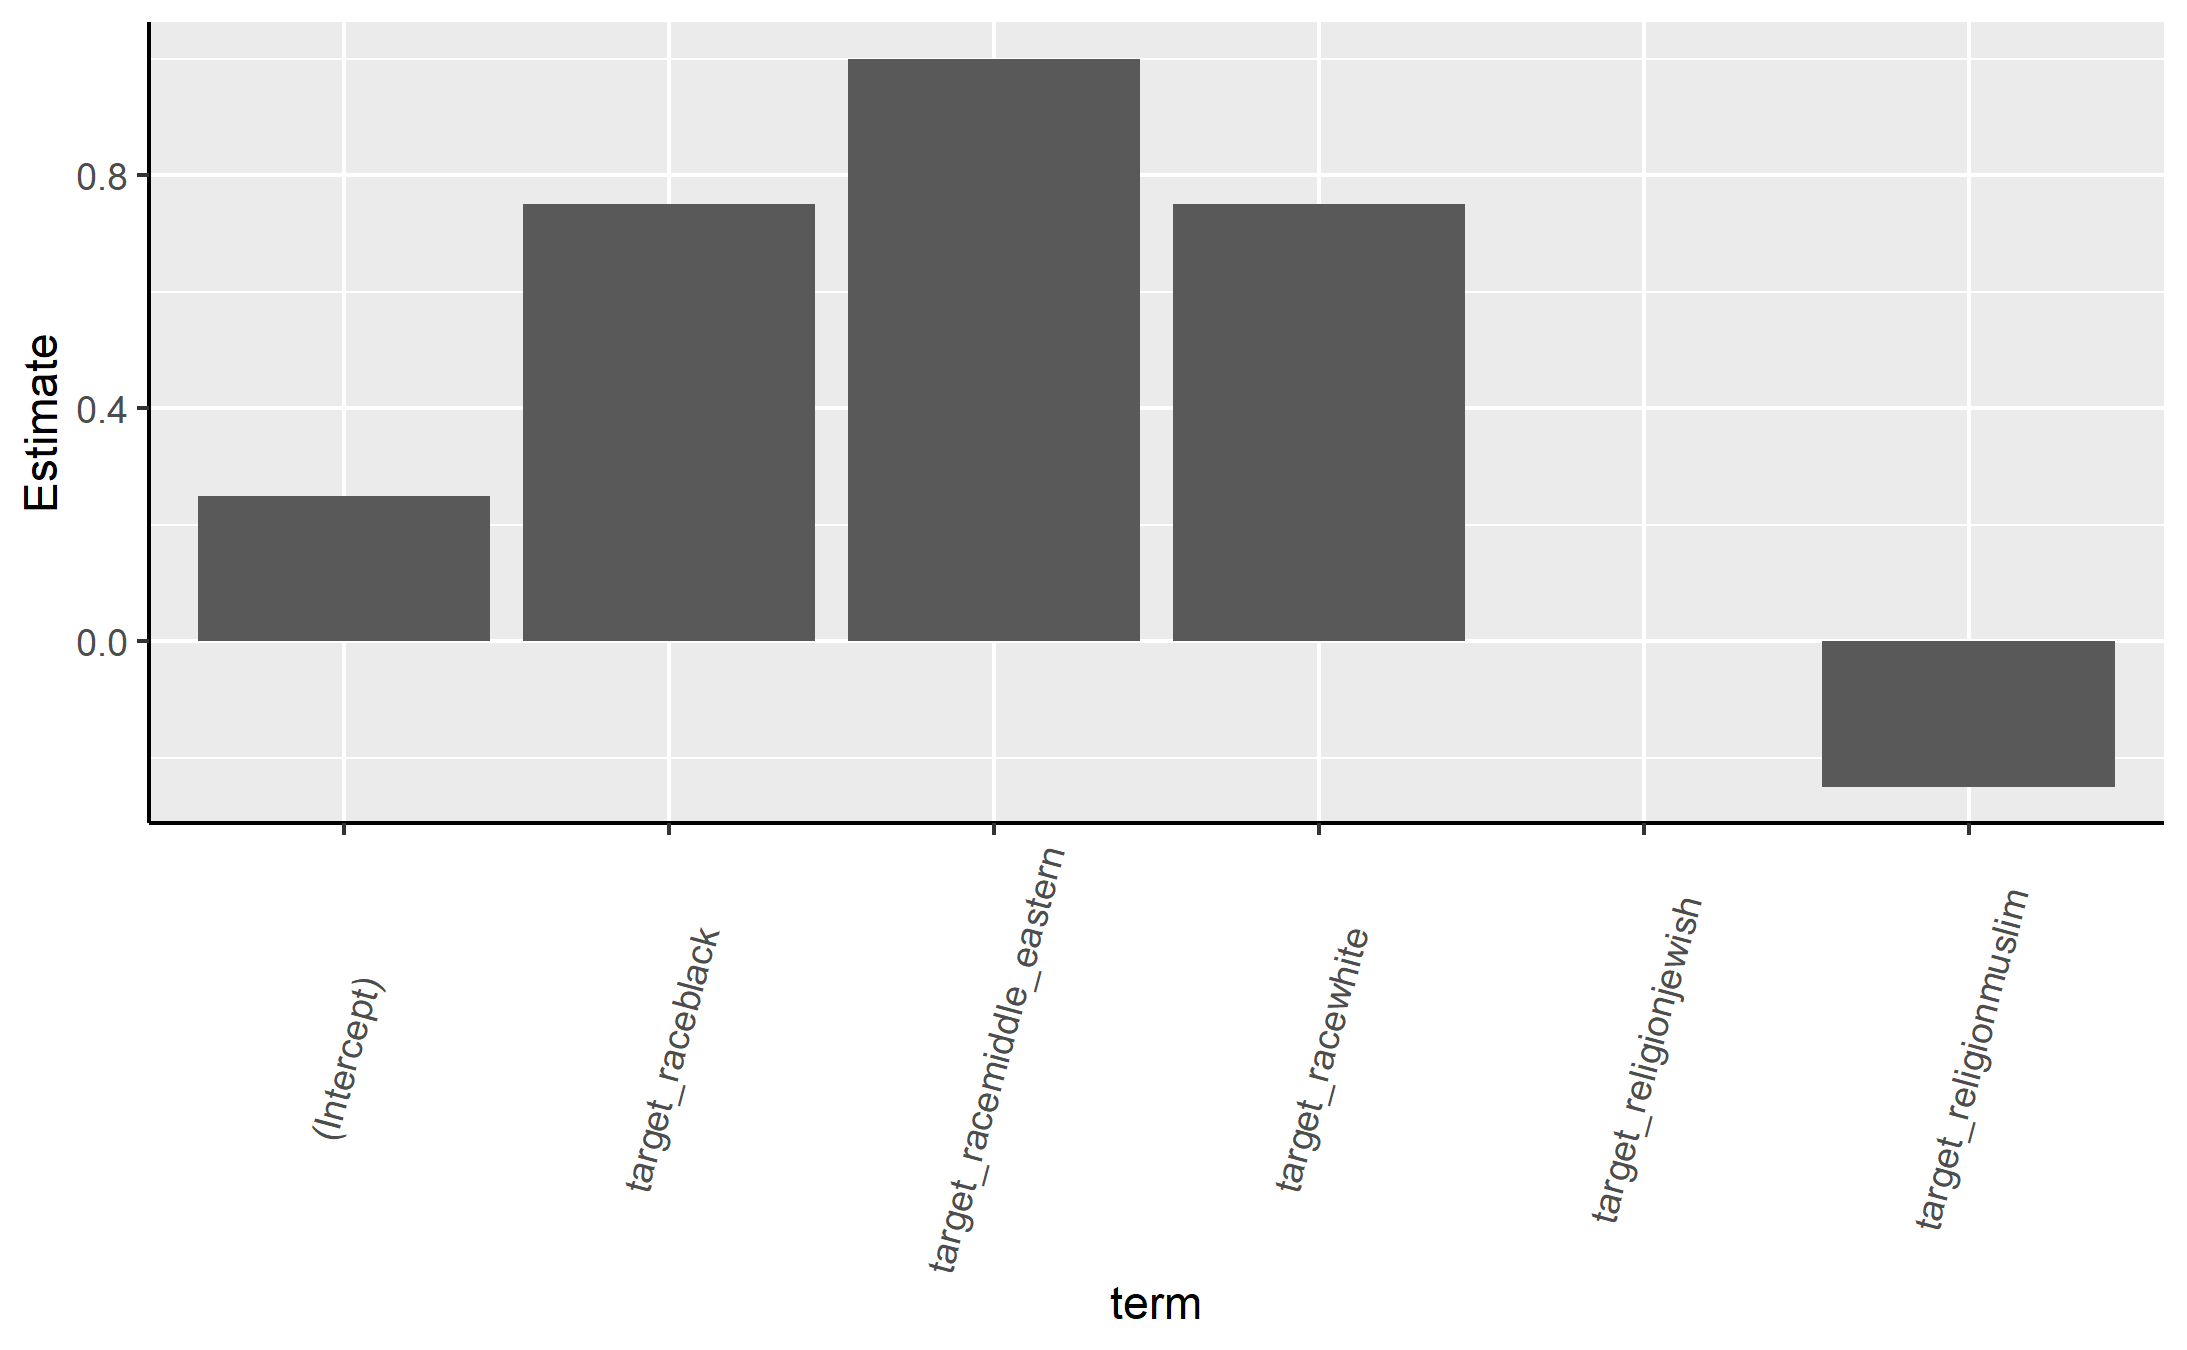 Estimate
0.8
0.4
0.0
(Intercept)
target_raceblack
target_racemiddle_eastern
target_racewhite
target_religionjewish
target_religionmuslim
term